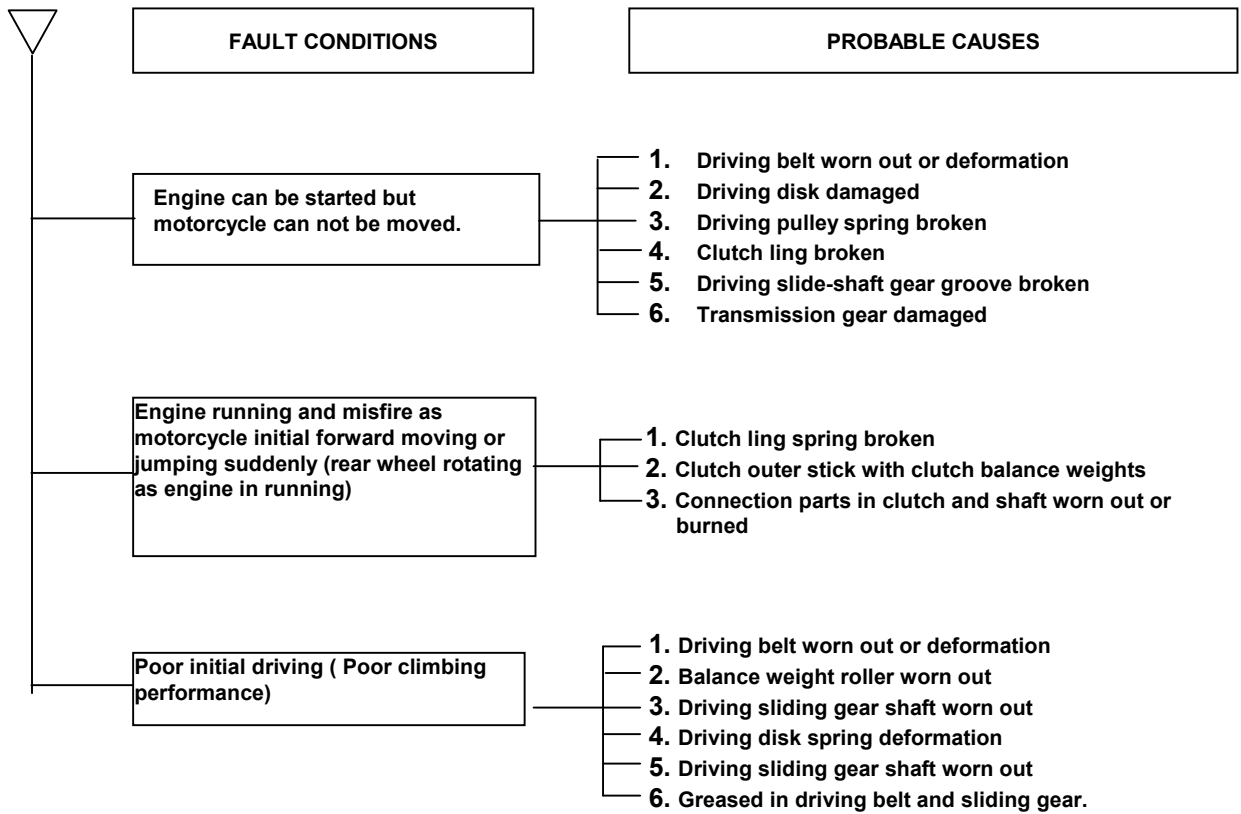 FAULT CONDITIONS
PROBABLE CAUSES
Engine can be started but
motorcycle can not be moved.
1. Driving belt worn out or deformation
2. Driving disk damaged
3. Driving pulley spring broken
4. Clutch ling broken
5. Driving slide-shaft gear groove broken
6. Transmission gear damaged
Engine running and misfire as
motorcycle initial forward moving or
jumping suddenly (rear wheel rotating
as engine in running)
1. Clutch ling spring broken
2. Clutch outer stick with clutch balance weights
3. Connection parts in clutch and shaft worn out or
burned
Poor initial driving ( Poor climbing
performance)
1. Driving belt worn out or deformation
2. Balance weight roller worn out
3. Driving sliding gear shaft worn out
4. Driving disk spring deformation
5. Driving sliding gear shaft worn out
6. Greased in driving belt and sliding gear.